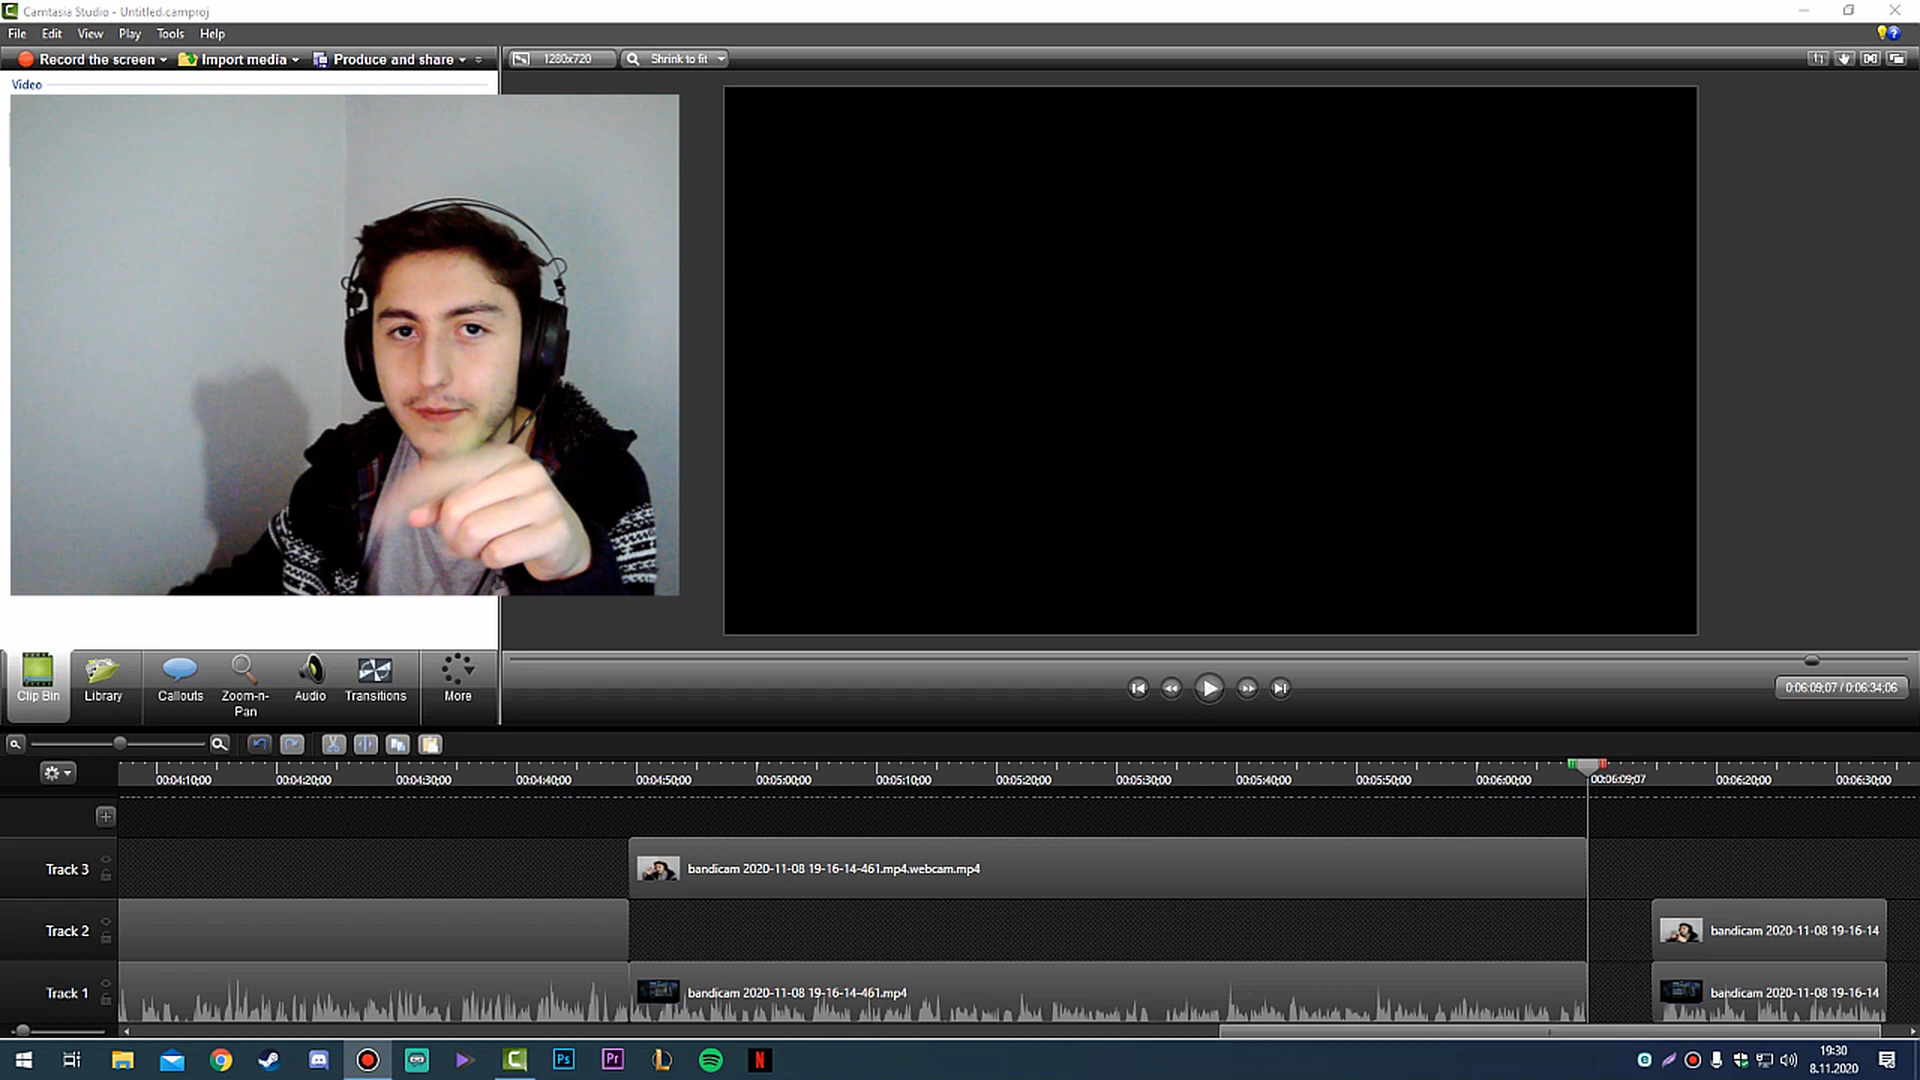 Camtasia Studio - Untitled.camproj
File Edit View Play Tools Help
Record the screen Import media Produce and share 1280x720 Shrink to fit
Video
Clip Bin Library Callouts Zoom-n-Pan Audio Transitions More
0:06:09;07 / 0:06:34;06
00:04:10;00 00:04:20;00 00:04:30;00 00:04:40;00 00:04:50;00 00:05:00;00 00:05:10;00 00:05:20;00 00:05:30;00 00:05:40;00 00:05:50;00 00:06:00;00 00:06:09;07 00:06:20;00 00:06:30;00
Track 3 bandicam 2020-11-08 19-16-14-461.mp4.webcam.mp4
Track 2 bandicam 2020-11-08 19-16-14
Track 1 bandicam 2020-11-08 19-16-14-461.mp4 bandicam 2020-11-08 19-16-14
Ps Pr L N
19:30
8.11.2020